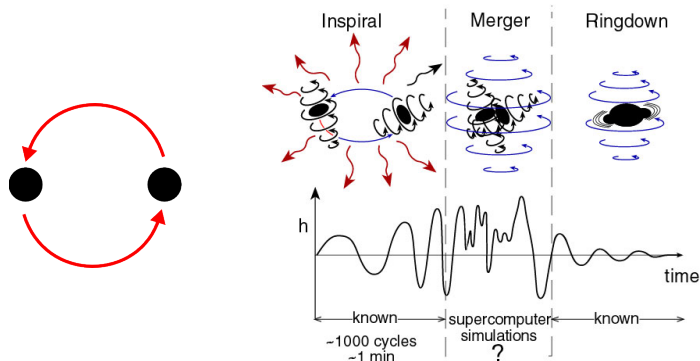 Inspiral
Merger
Ringdown
h
time
known
supercomputer
simulations
?
known
~1000 cycles
~1 min